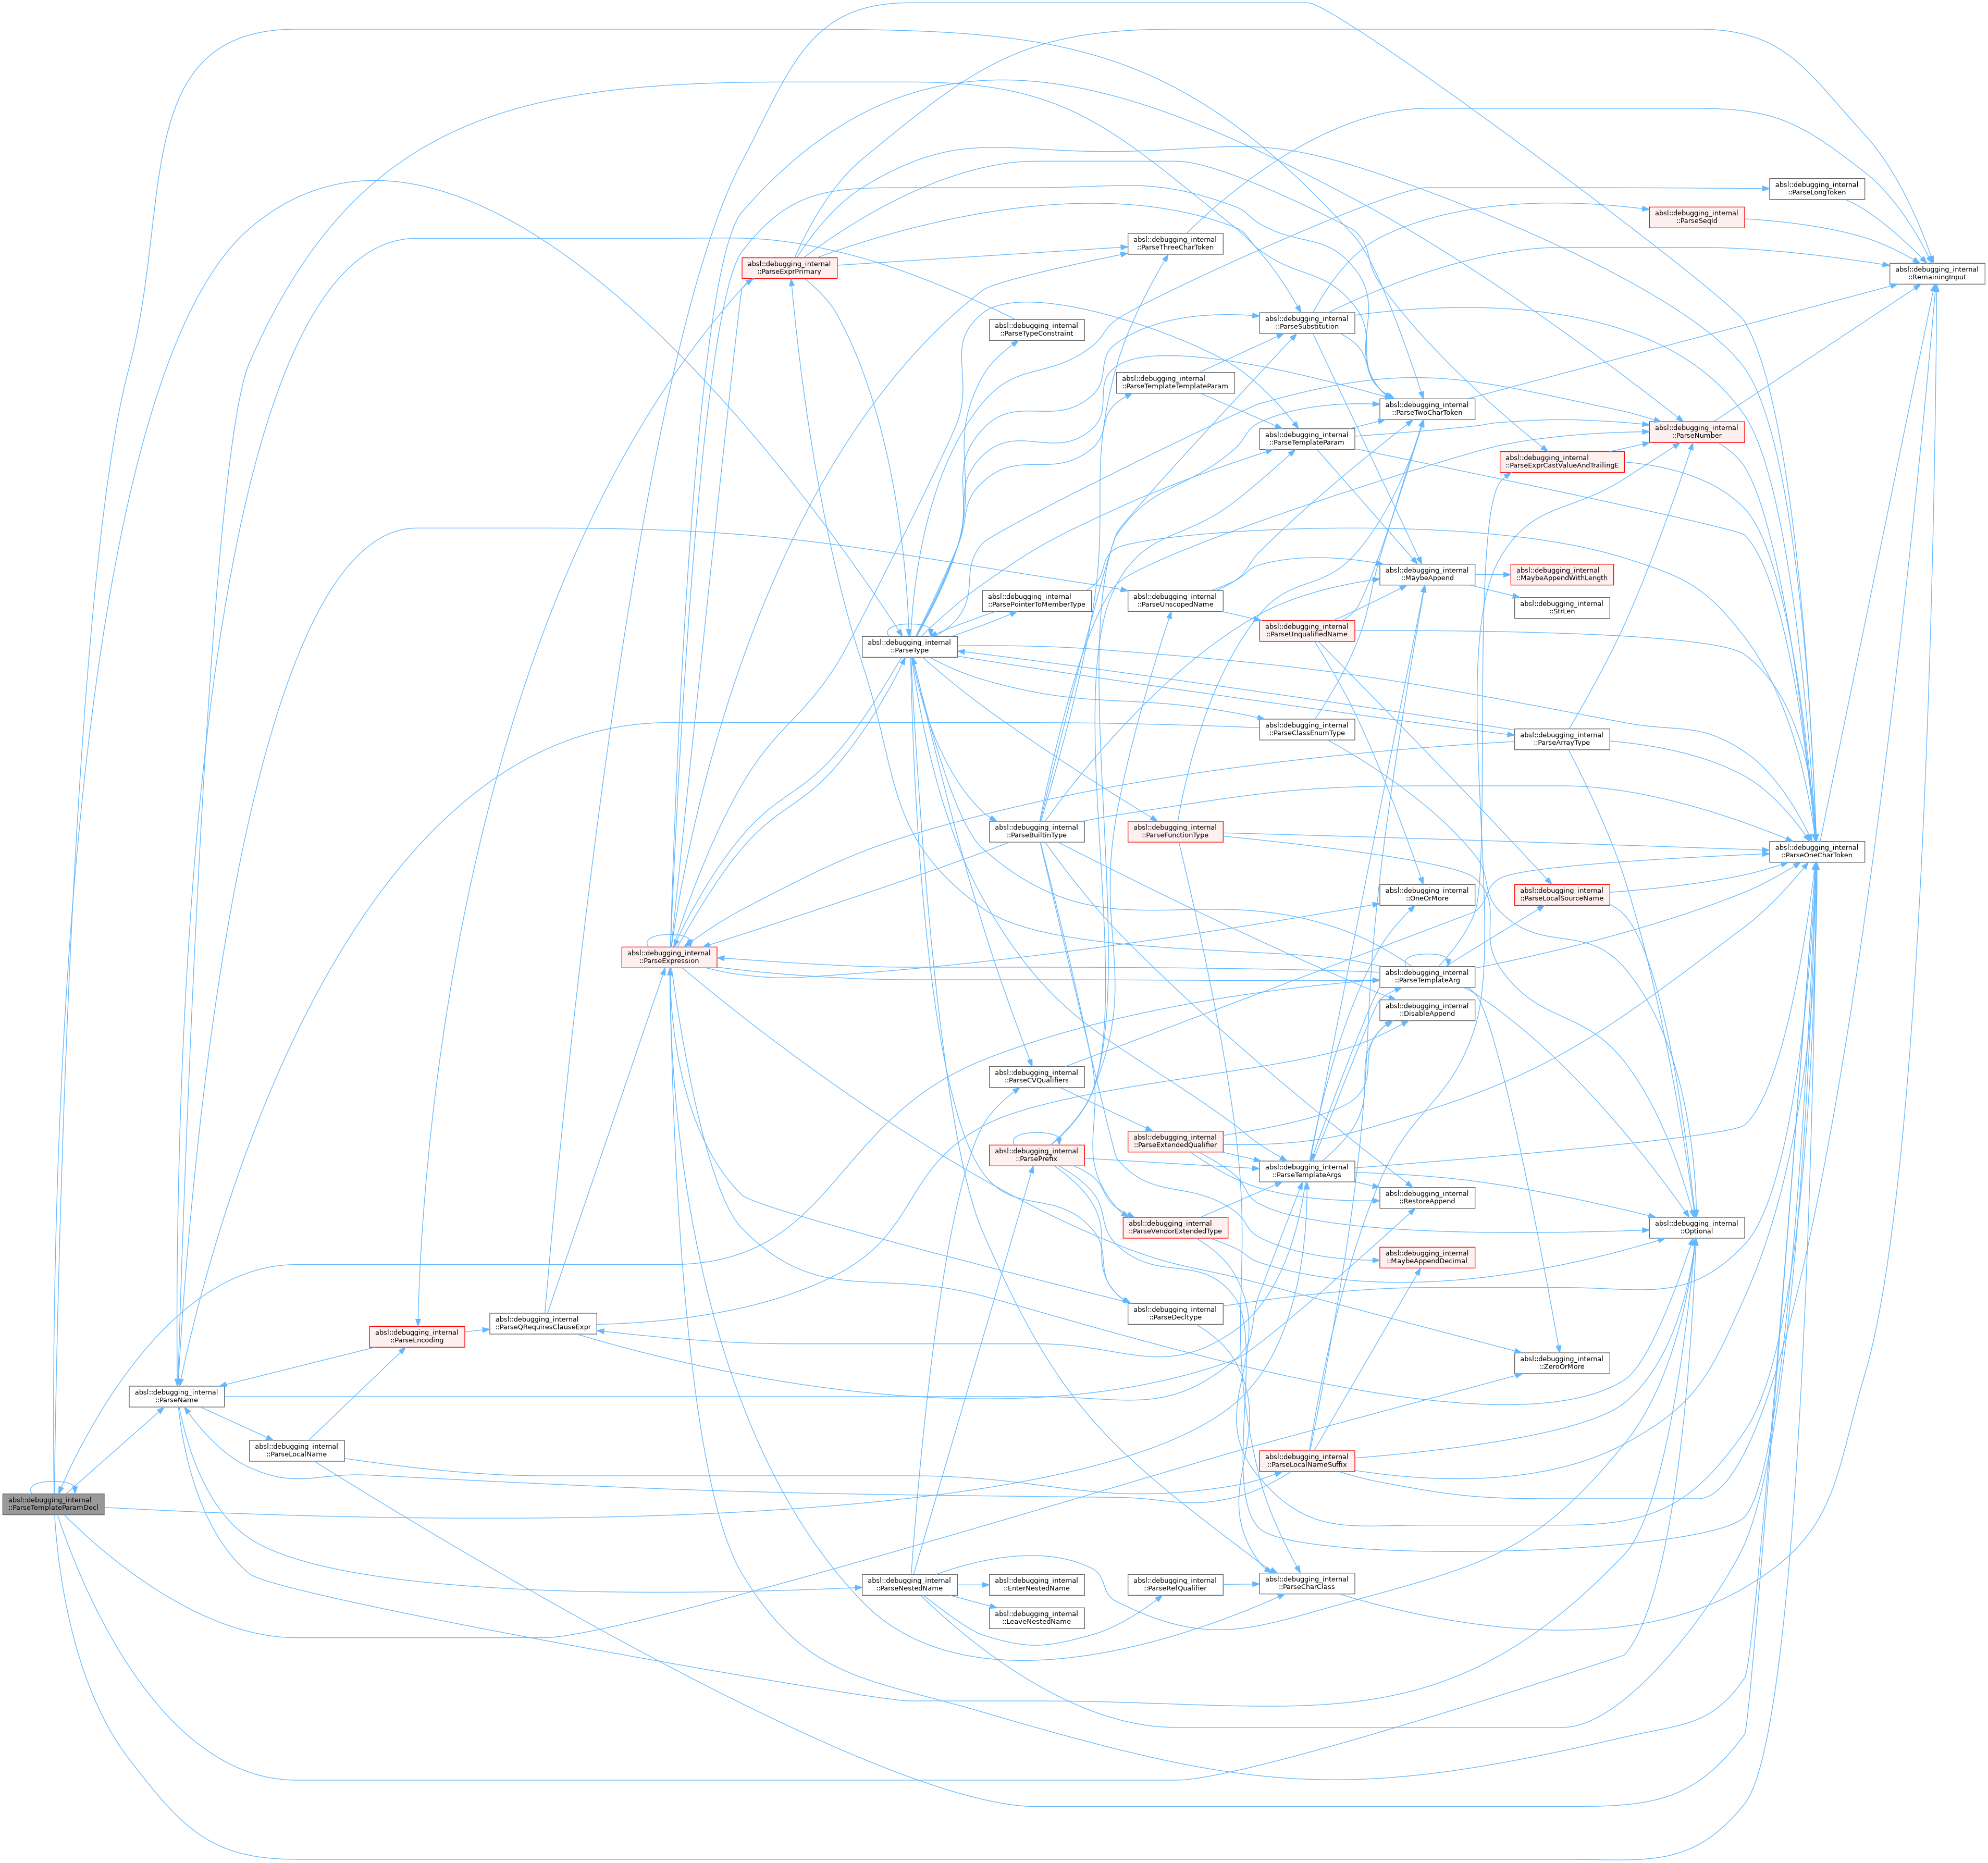 absl::debugging_internal
::ParseLongToken
absl::debugging_internal
::ParseSeqId
absl::debugging_internal
::ParseThreeCharToken
absl::debugging_internal
::ParseExprPrimary
absl::debugging_internal
::RemainingInput
absl::debugging_internal
::ParseTypeConstraint
absl::debugging_internal
::ParseSubstitution
absl::debugging_internal
::ParseTemplateTemplateParam
absl::debugging_internal
::ParseTwoCharToken
absl::debugging_internal
::ParseTemplateParam
absl::debugging_internal
::ParseNumber
absl::debugging_internal
::ParseExprCastValueAndTrailingE
absl::debugging_internal
::MaybeAppend
absl::debugging_internal
::MaybeAppendWithLength
absl::debugging_internal
::ParsePointerToMemberType
absl::debugging_internal
::ParseUnscopedName
absl::debugging_internal
::StrLen
absl::debugging_internal
::ParseUnqualifiedName
absl::debugging_internal
::ParseType
absl::debugging_internal
::ParseClassEnumType
absl::debugging_internal
::ParseArrayType
absl::debugging_internal
::ParseBuiltinType
absl::debugging_internal
::ParseFunctionType
absl::debugging_internal
::ParseOneCharToken
absl::debugging_internal
::OneOrMore
absl::debugging_internal
::ParseLocalSourceName
absl::debugging_internal
::ParseExpression
absl::debugging_internal
::ParseTemplateArg
absl::debugging_internal
::DisableAppend
absl::debugging_internal
::ParseCVQualifiers
absl::debugging_internal
::ParseExtendedQualifier
absl::debugging_internal
::ParsePrefix
absl::debugging_internal
::ParseTemplateArgs
absl::debugging_internal
::RestoreAppend
absl::debugging_internal
::ParseVendorExtendedType
absl::debugging_internal
::Optional
absl::debugging_internal
::MaybeAppendDecimal
absl::debugging_internal
::ParseDecltype
absl::debugging_internal
::ParseQRequiresClauseExpr
absl::debugging_internal
::ParseEncoding
absl::debugging_internal
::ZeroOrMore
absl::debugging_internal
::ParseName
absl::debugging_internal
::ParseLocalName
absl::debugging_internal
::ParseLocalNameSuffix
absl::debugging_internal
::ParseTemplateParamDecl
absl::debugging_internal
::ParseNestedName
absl::debugging_internal
::EnterNestedName
absl::debugging_internal
::ParseRefQualifier
absl::debugging_internal
::ParseCharClass
absl::debugging_internal
::LeaveNestedName